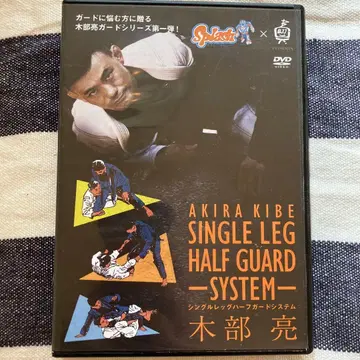 ガードに悩む方に贈る
木部亮ガードシリーズ第一弾！
Splash
×
BJJ
DVD
VIDEO
AKIRA KIBE
SINGLE LEG
HALF GUARD
—SYSTEM—
シングルレッグハーフガードシステム
木部 亮